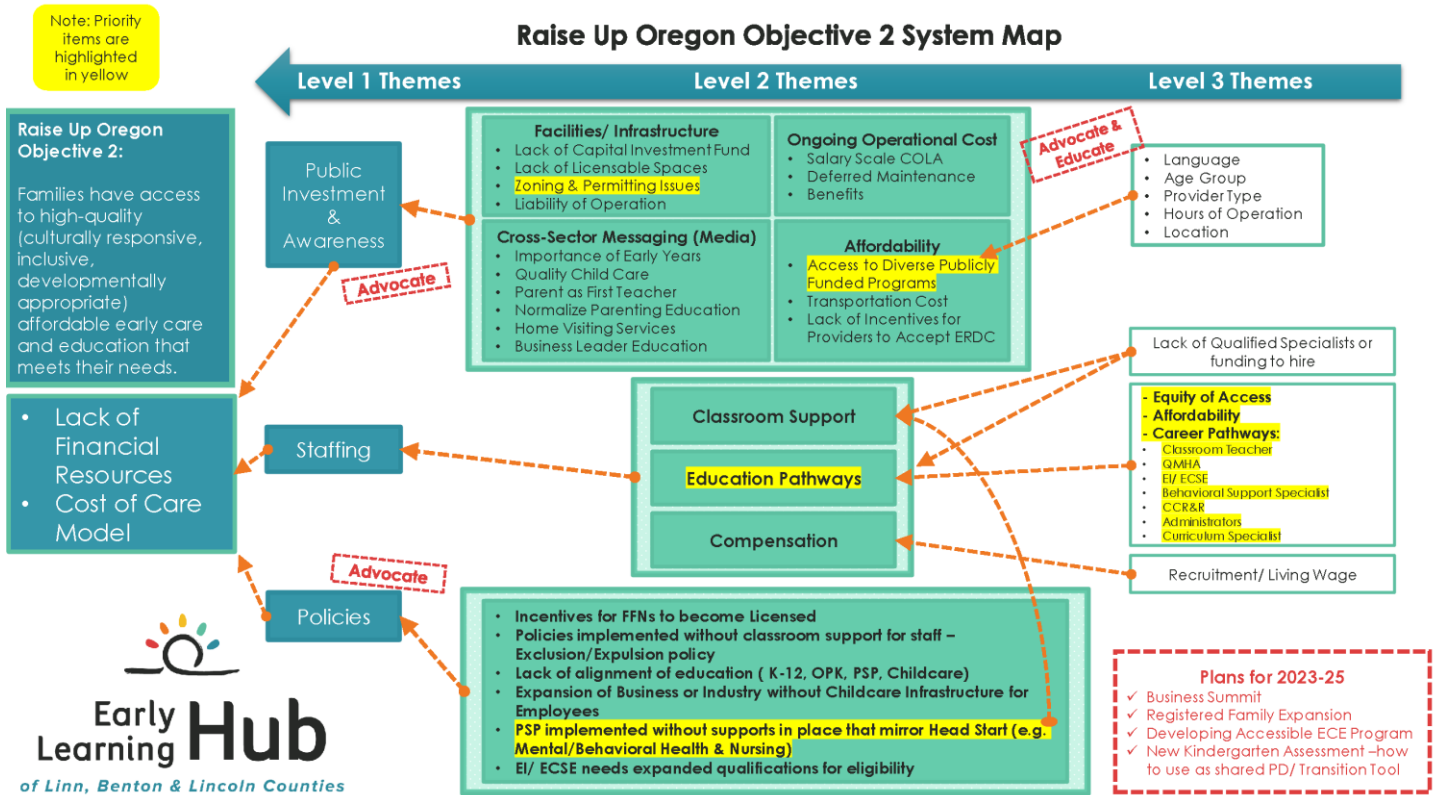 Note: Priority
items are
highlighted
in yellow
Raise Up Oregon Objective 2 System Map
Level 1 Themes
Level 2 Themes
Level 3 Themes
Raise Up Oregon
Objective 2:
Families have access
to high-quality
(culturally responsive,
inclusive,
developmentally
appropriate)
affordable early care
and education that
meets their needs.
• Lack of
Financial
Resources
• Cost of Care
Model
Public
Investment
&
Awareness
Advocate
Staffing
Advocate
Policies
Facilities/ Infrastructure
• Lack of Capital Investment Fund
• Lack of Licensable Spaces
• Zoning & Permitting Issues
• Liability of Operation
Ongoing Operational Cost
• Salary Scale COLA
• Deferred Maintenance
• Benefits
Cross-Sector Messaging (Media)
• Importance of Early Years
• Quality Child Care
• Parent as First Teacher
• Normalize Parenting Education
• Home Visiting Services
• Business Leader Education
Affordability
• Access to Diverse Publicly
Funded Programs
• Transportation Cost
• Lack of Incentives for
Providers to Accept ERDC
Advocate &
Educate
• Language
• Age Group
• Provider Type
• Hours of Operation
• Location
Classroom Support
Education Pathways
Compensation
Lack of Qualified Specialists or
funding to hire
- Equity of Access
- Affordability
- Career Pathways:
• Classroom Teacher
• QMHA
• EI/ ECSE
• Behavioral Support Specialist
• CCR&R
• Administrators
• Curriculum Specialist
Recruitment/ Living Wage
• Incentives for FFNs to become Licensed
• Policies implemented without classroom support for staff –
Exclusion/Expulsion policy
• Lack of alignment of education ( K-12, OPK, PSP, Childcare)
• Expansion of Business or Industry without Childcare Infrastructure for
Employees
• PSP implemented without supports in place that mirror Head Start (e.g.
Mental/Behavioral Health & Nursing)
• EI/ ECSE needs expanded qualifications for eligibility
Plans for 2023-25
✓ Business Summit
✓ Registered Family Expansion
✓ Developing Accessible ECE Program
✓ New Kindergarten Assessment –how
to use as shared PD/ Transition Tool
Early
Learning Hub
of Linn, Benton & Lincoln Counties